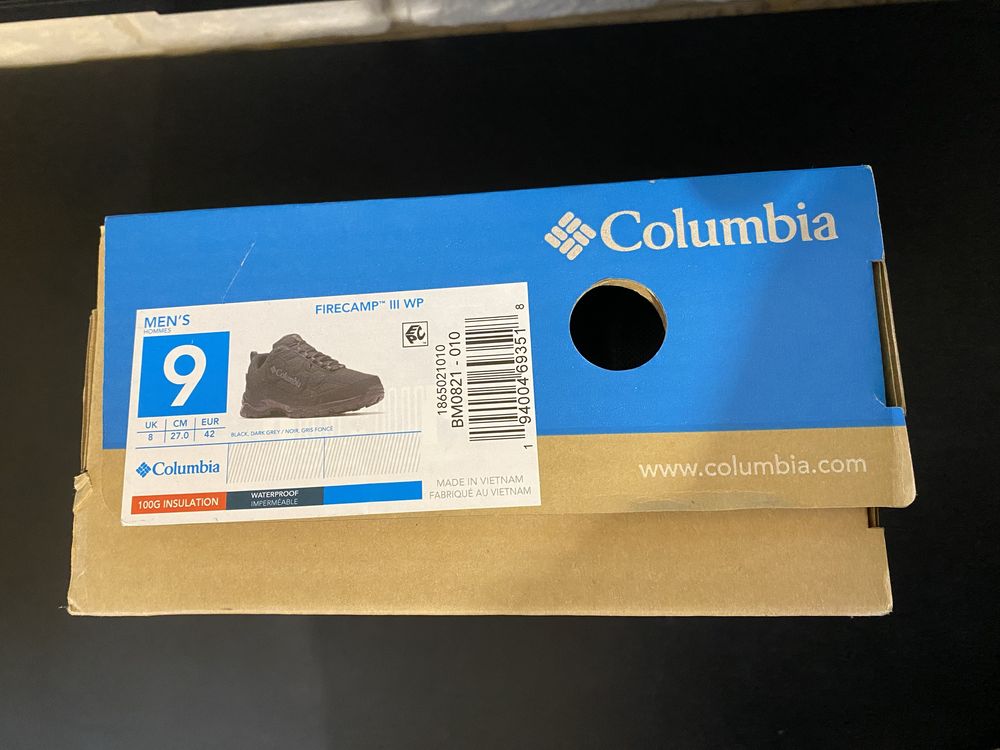 Columbia
MEN'S
HOMMES
FIRECAMP™ III WP
9
Columbia
UK CM EUR
8 27.0 42
BLACK, DARK GREY / NOIR, GRIS FONCÉ
Columbia
100G INSULATION
WATERPROOF
IMPERMÉABLE
1865021010
BM0821 - 010
1 94004 69351 8
MADE IN VIETNAM
FABRIQUÉ AU VIETNAM
www.columbia.com